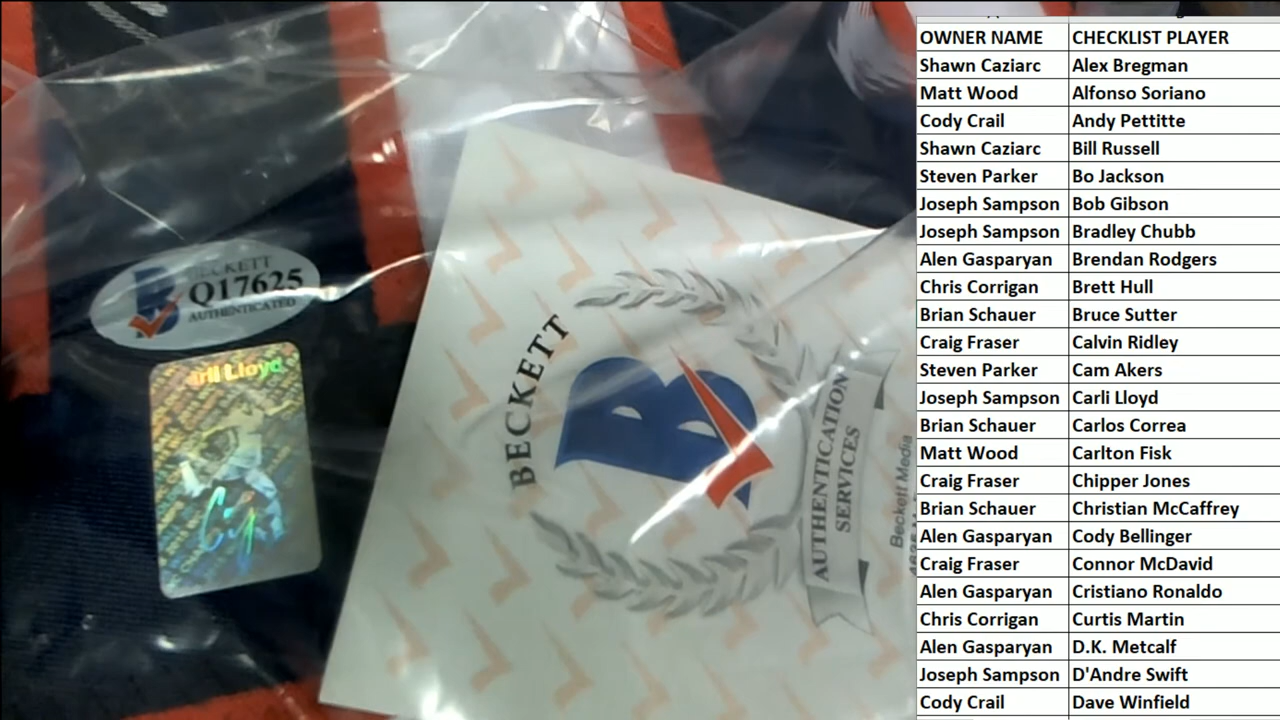 BECKETT
Q17625
AUTHENTICATED
Lloyd
BECKETT
AUTHENTICATION
SERVICES
Beckett Media
OWNER NAME CHECKLIST PLAYER
Shawn Caziarc Alex Bregman
Matt Wood Alfonso Soriano
Cody Crail Andy Pettitte
Shawn Caziarc Bill Russell
Steven Parker Bo Jackson
Joseph Sampson Bob Gibson
Joseph Sampson Bradley Chubb
Alen Gasparyan Brendan Rodgers
Chris Corrigan Brett Hull
Brian Schauer Bruce Sutter
Craig Fraser Calvin Ridley
Steven Parker Cam Akers
Joseph Sampson Carli Lloyd
Brian Schauer Carlos Correa
Matt Wood Carlton Fisk
Craig Fraser Chipper Jones
Brian Schauer Christian McCaffrey
Alen Gasparyan Cody Bellinger
Craig Fraser Connor McDavid
Alen Gasparyan Cristiano Ronaldo
Chris Corrigan Curtis Martin
Alen Gasparyan D.K. Metcalf
Joseph Sampson D'Andre Swift
Cody Crail Dave Winfield